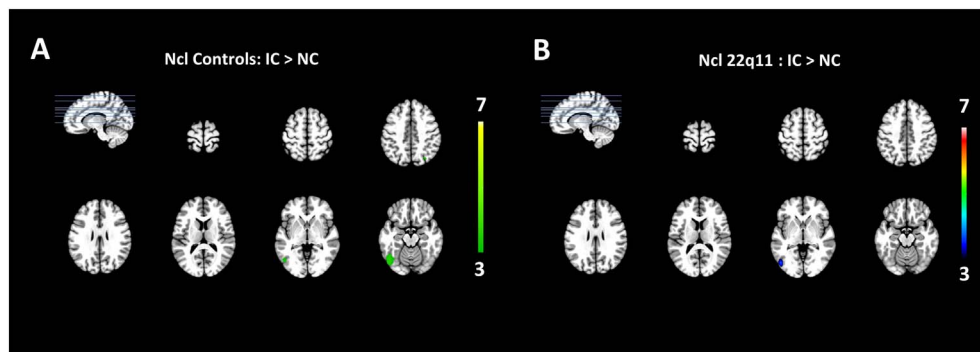 A
Ncl Controls: IC > NC
7
3
B
Ncl 22q11 : IC > NC
7
3